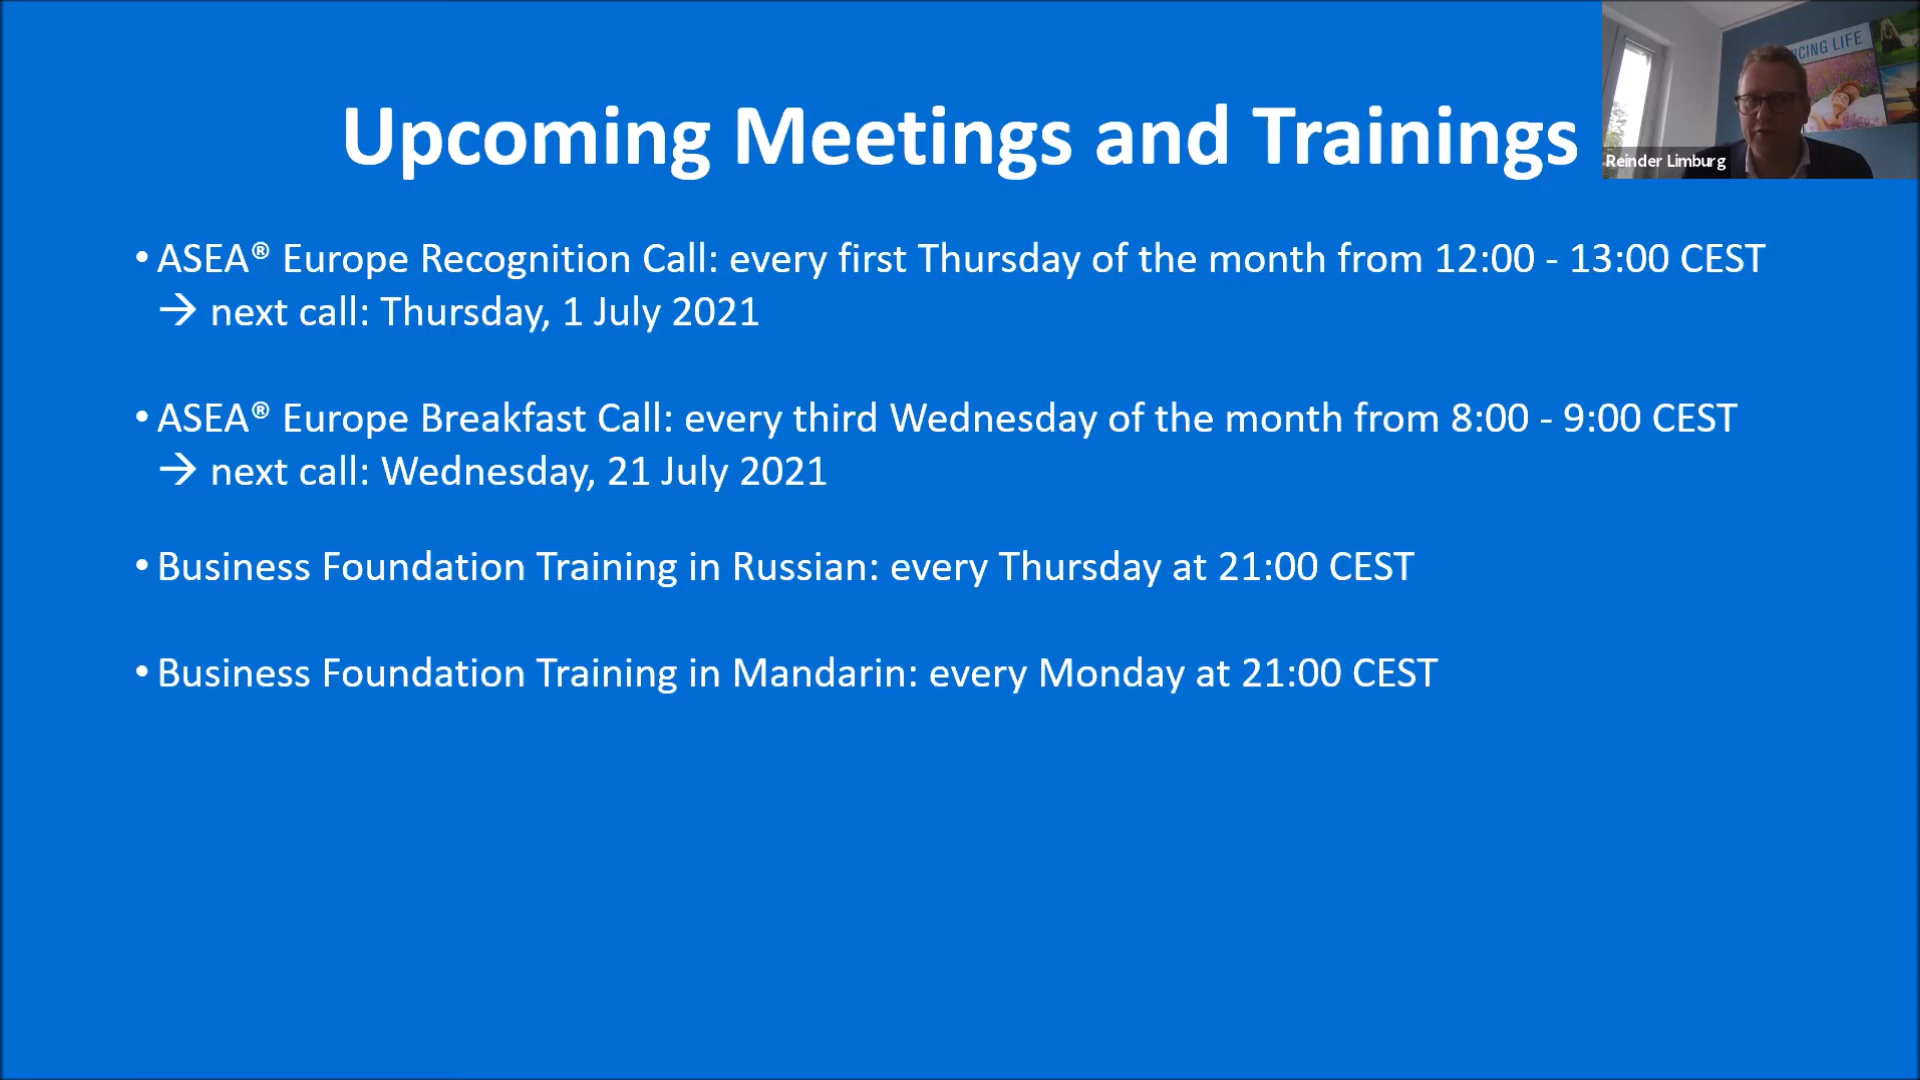 Upcoming Meetings and Trainings
NCING LIFE
Reinder Limburg
• ASEA® Europe Recognition Call: every first Thursday of the month from 12:00 - 13:00 CEST
→ next call: Thursday, 1 July 2021
• ASEA® Europe Breakfast Call: every third Wednesday of the month from 8:00 - 9:00 CEST
→ next call: Wednesday, 21 July 2021
• Business Foundation Training in Russian: every Thursday at 21:00 CEST
• Business Foundation Training in Mandarin: every Monday at 21:00 CEST